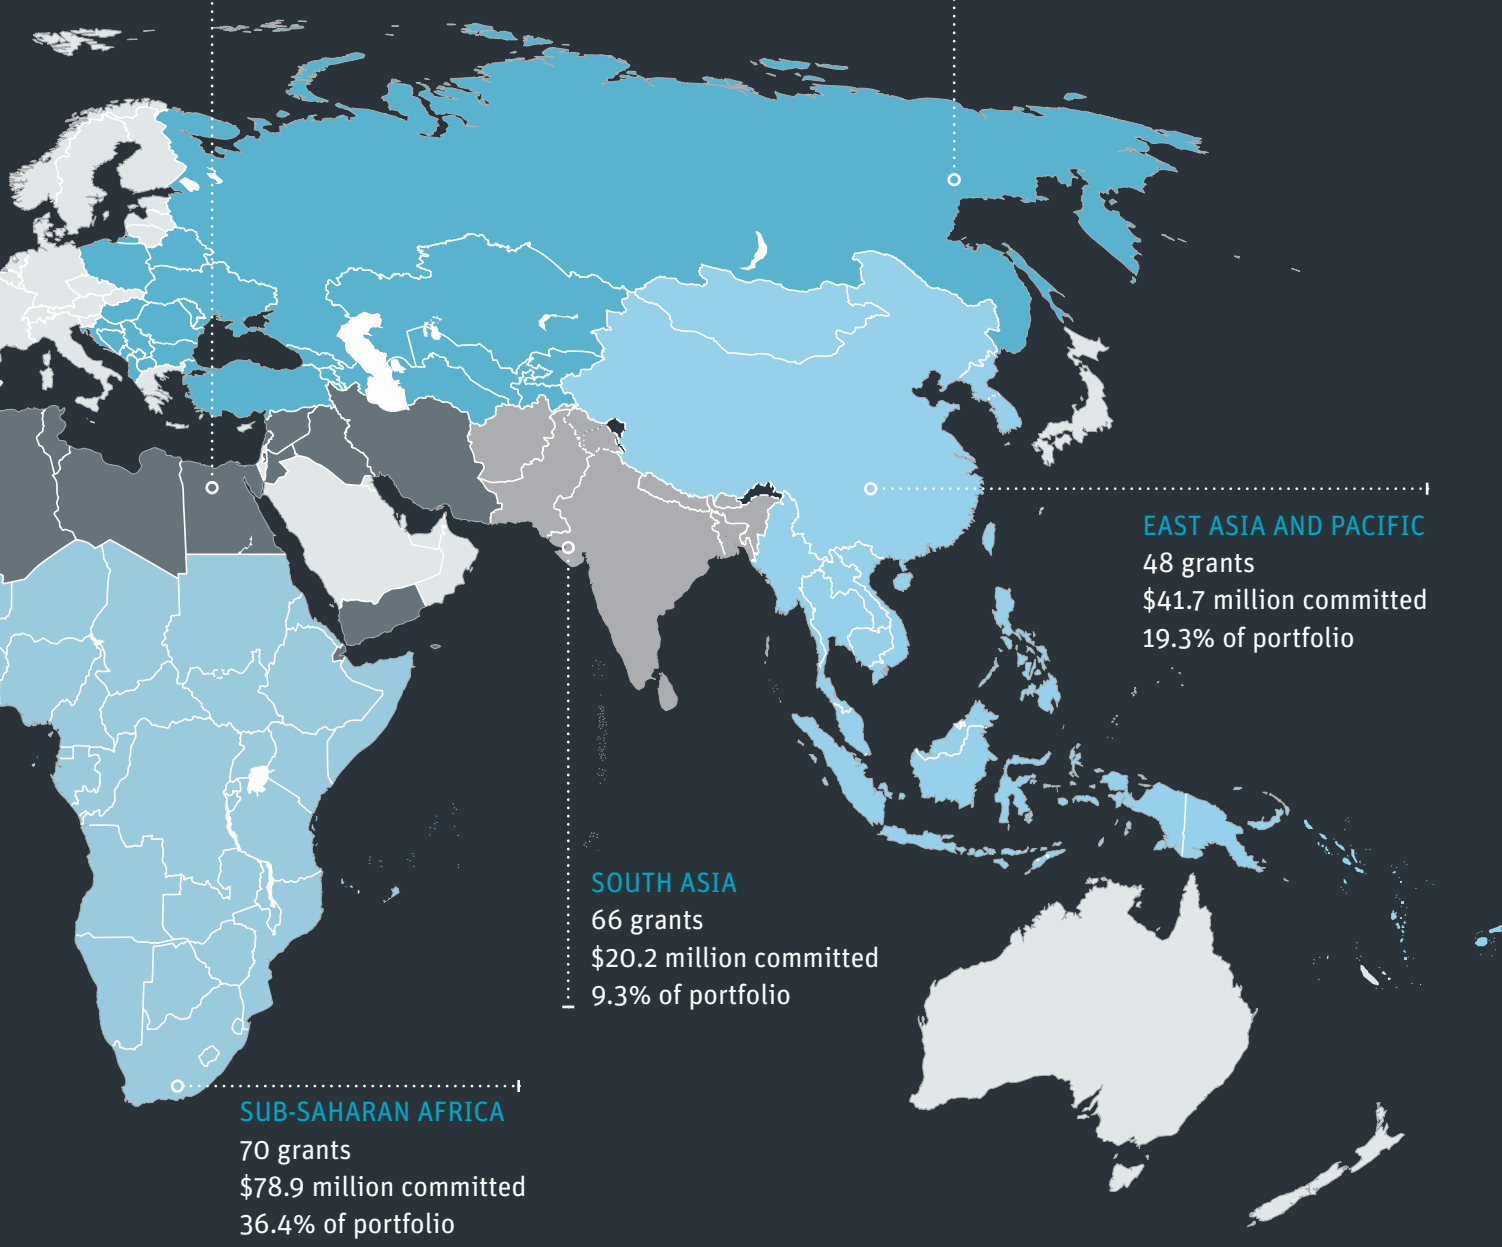 EAST ASIA AND PACIFIC
48 grants
$41.7 million committed
19.3% of portfolio
SOUTH ASIA
66 grants
$20.2 million committed
9.3% of portfolio
SUB-SAHARAN AFRICA
70 grants
$78.9 million committed
36.4% of portfolio